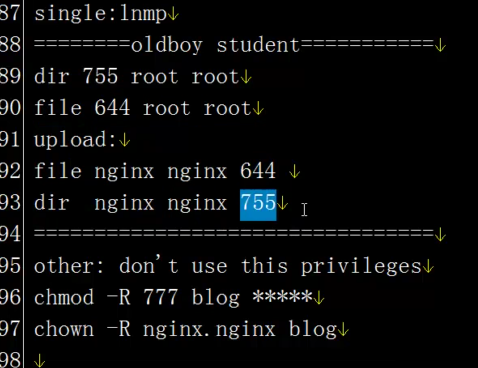 87 single:lnmp↓
88 ========oldboy student===========↓
89 dir 755 root root↓
90 file 644 root root↓
91 upload:↓
92 file nginx nginx 644 ↓
93 dir  nginx nginx 755↓
94 =================================↓
95 other: don't use this privileges↓
96 chmod -R 777 blog *****↓
97 chown -R nginx.nginx blog↓
98 ↓